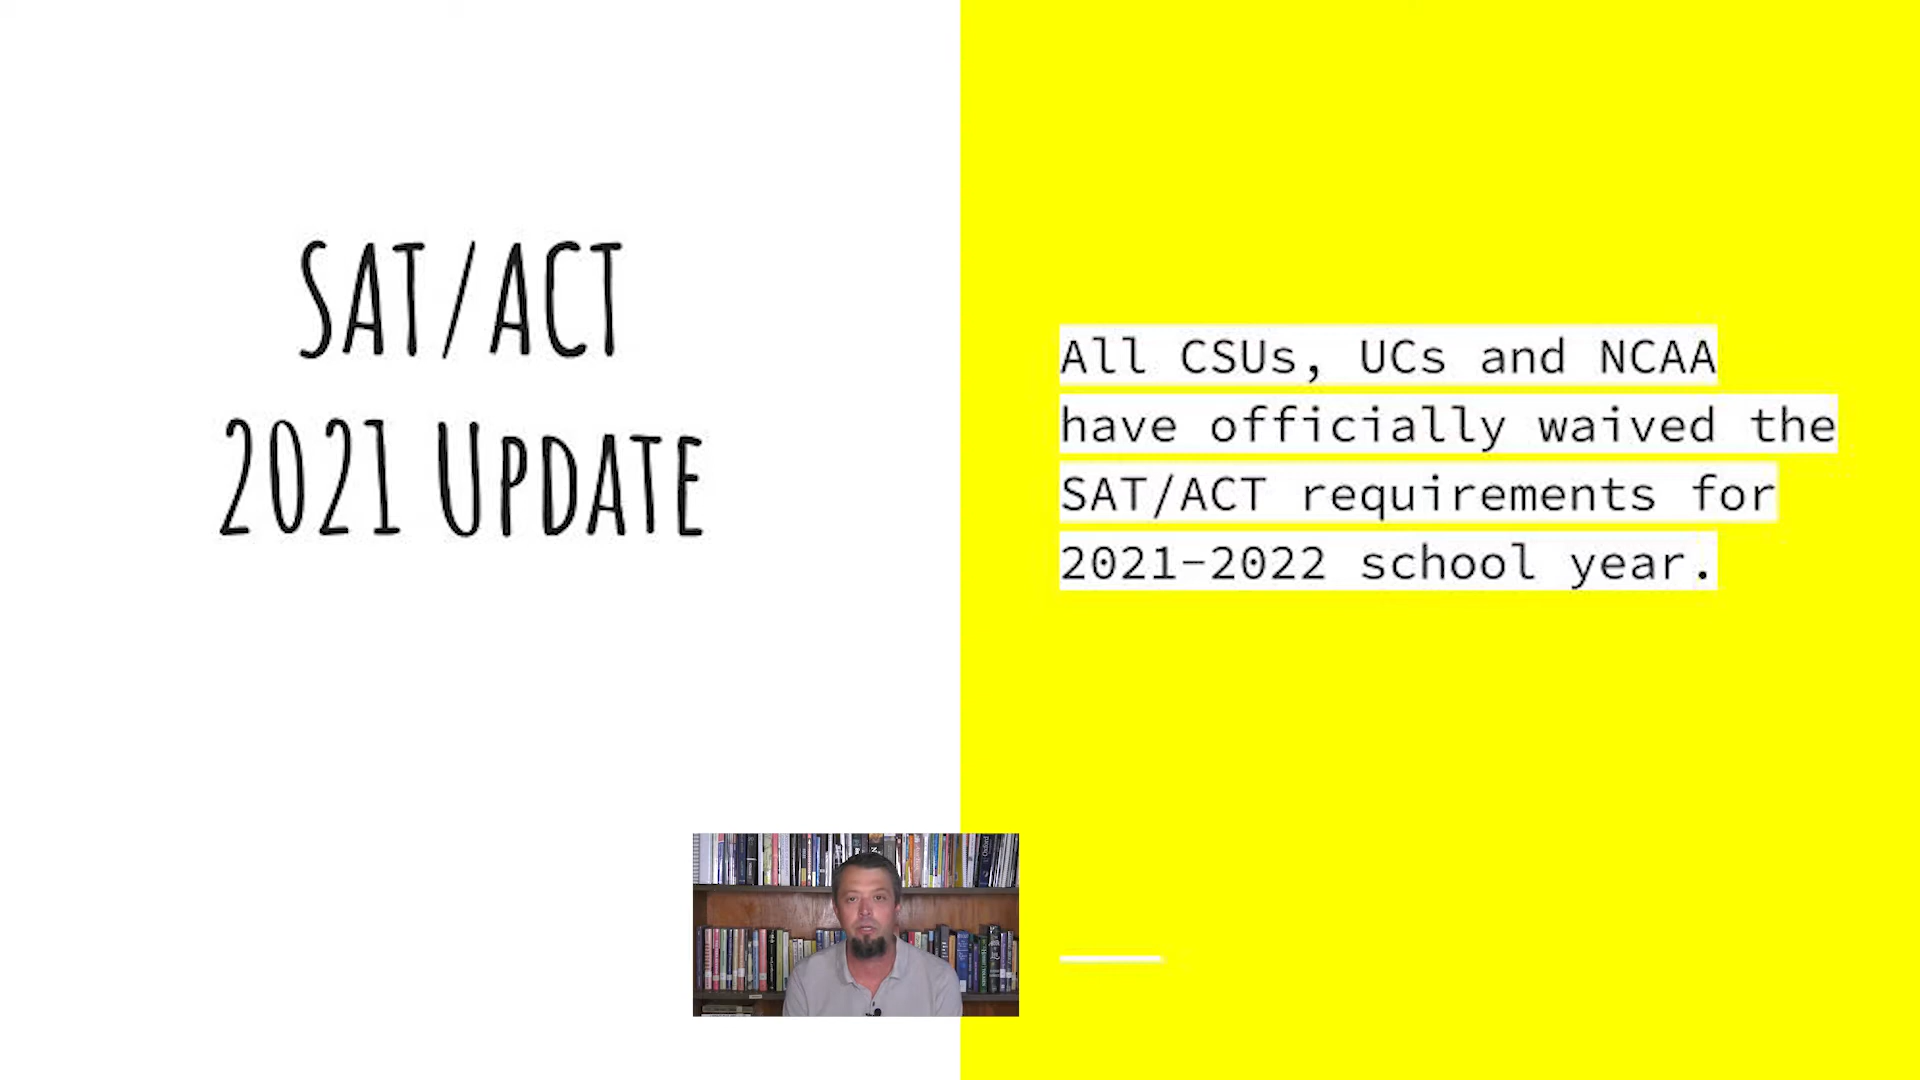 SAT/ACT
2021 UPDATE
All CSUs, UCs and NCAA
have officially waived the
SAT/ACT requirements for
2021-2022 school year.